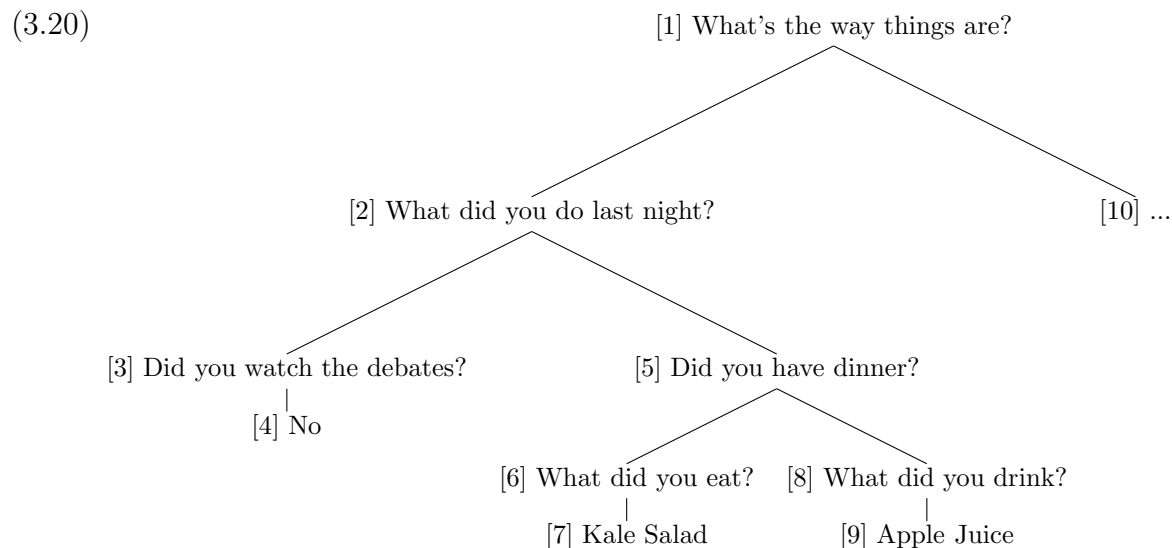 (3.20)
[1] What's the way things are?
[2] What did you do last night?
[10] ...
[3] Did you watch the debates?
[5] Did you have dinner?
[4] No
[6] What did you eat?
[8] What did you drink?
[7] Kale Salad
[9] Apple Juice